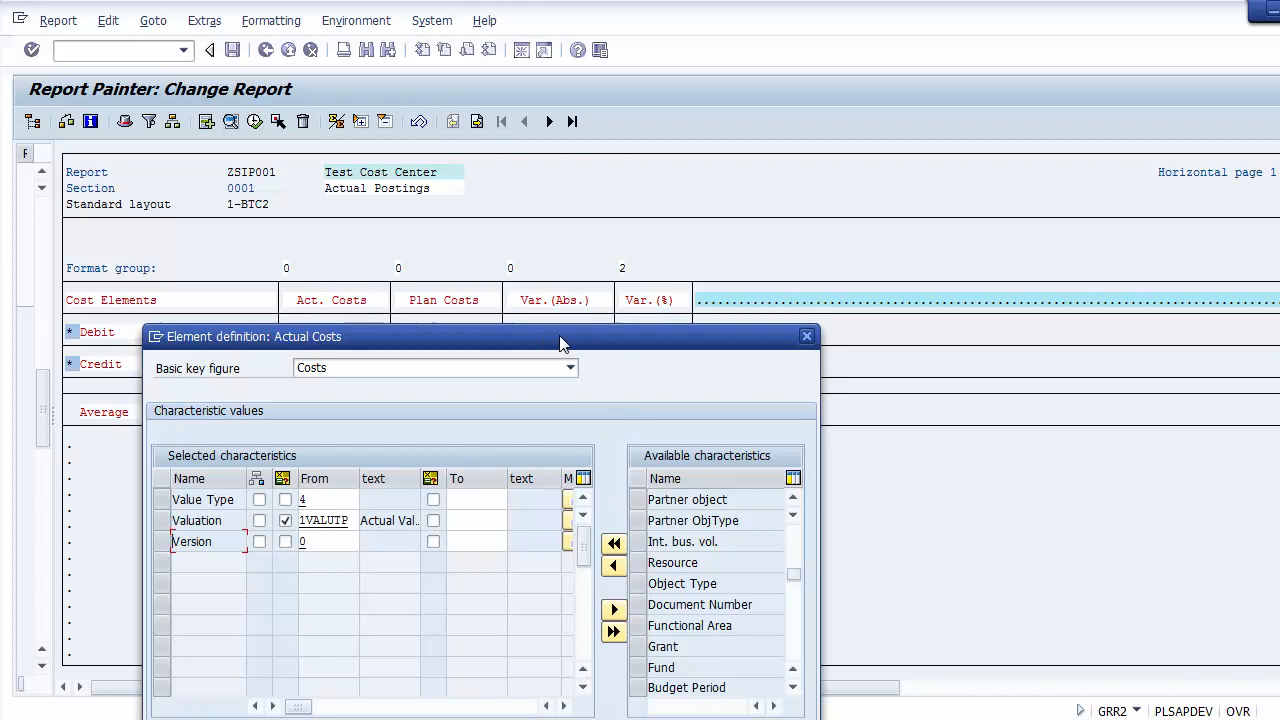 Report Edit Goto Extras Formatting Environment System Help
Report Painter: Change Report
F
Report ZSIP001 Test Cost Center Horizontal page 1
Section 0001 Actual Postings
Standard layout 1-BTC2
Format group: 0 0 0 2
Cost Elements Act. Costs Plan Costs Var.(Abs.) Var.(%)
* Debit
Element definition: Actual Costs
* Credit
Basic key figure Costs
Average
Characteristic values
Selected characteristics Available characteristics
Name From text To text M Name
Value Type 4 Partner object
Valuation 1VALUTP Actual Val.. Partner ObjType
Version 0 Int. bus. vol.
Resource
Object Type
Document Number
Functional Area
Grant
Fund
Budget Period
GRR2 PLSAPDEV OVR